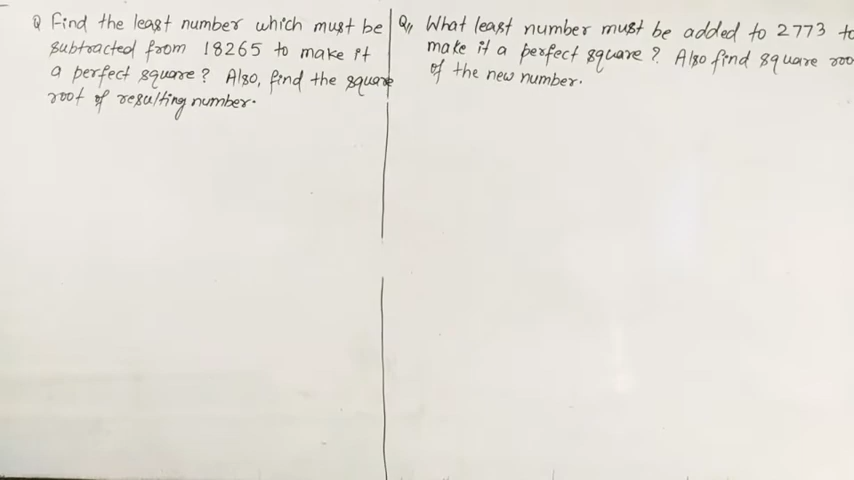 Q Find the least number which must be
subtracted from 18265 to make it
a perfect square? Also, find the square
root of resulting number.
Q,, What least number must be added to 2773 to
make it a perfect square? Also find square roo
of the new number.